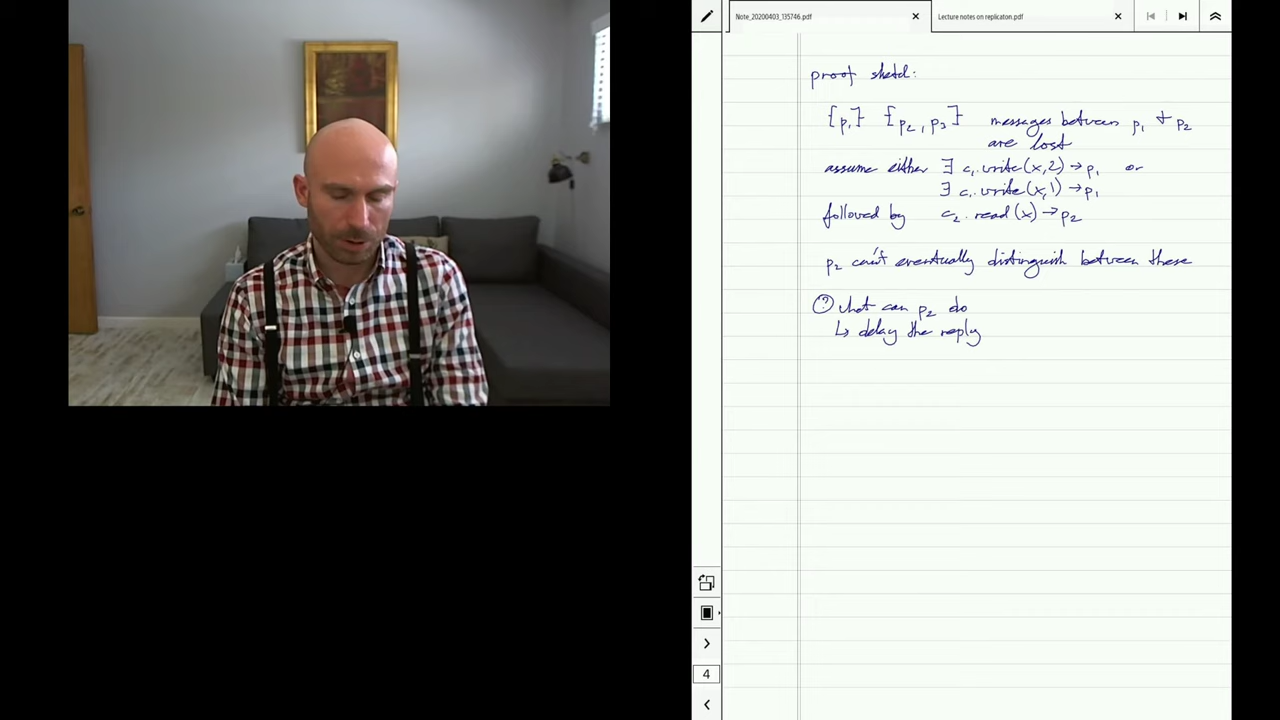 Note_20200403_135746.pdf
Lecture notes on replicaton.pdf
proof sketch:
{p₁} {p₂, p₃} messages between p₁ + p₂
are lost
assume either ∃ c₁.write(x,2)→p₁ or
∃ c₁.write(x,1)→p₁
followed by c₂.read(x)→p₂
p₂ can't eventually distinguish between these
? what can p₂ do
↳ delay the reply
4